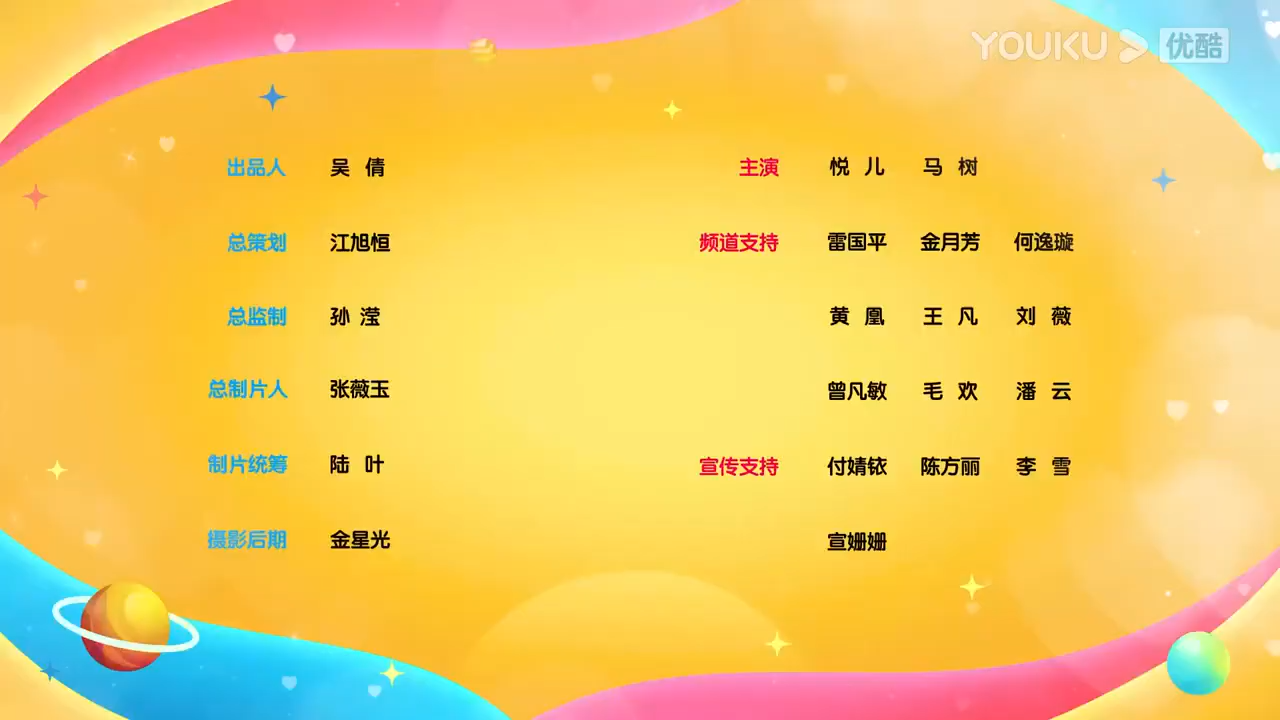 YOUKU 优酷
出品人 吴倩
总策划 江旭恒
总监制 孙滢
总制片人 张薇玉
制片统筹 陆叶
摄影后期 金星光
主演 悦儿 马树
频道支持 雷国平 金月芳 何逸璇
黄凰 王凡 刘薇
曾凡敏 毛欢 潘云
宣传支持 付婧铱 陈方丽 李雪
宣姗姗